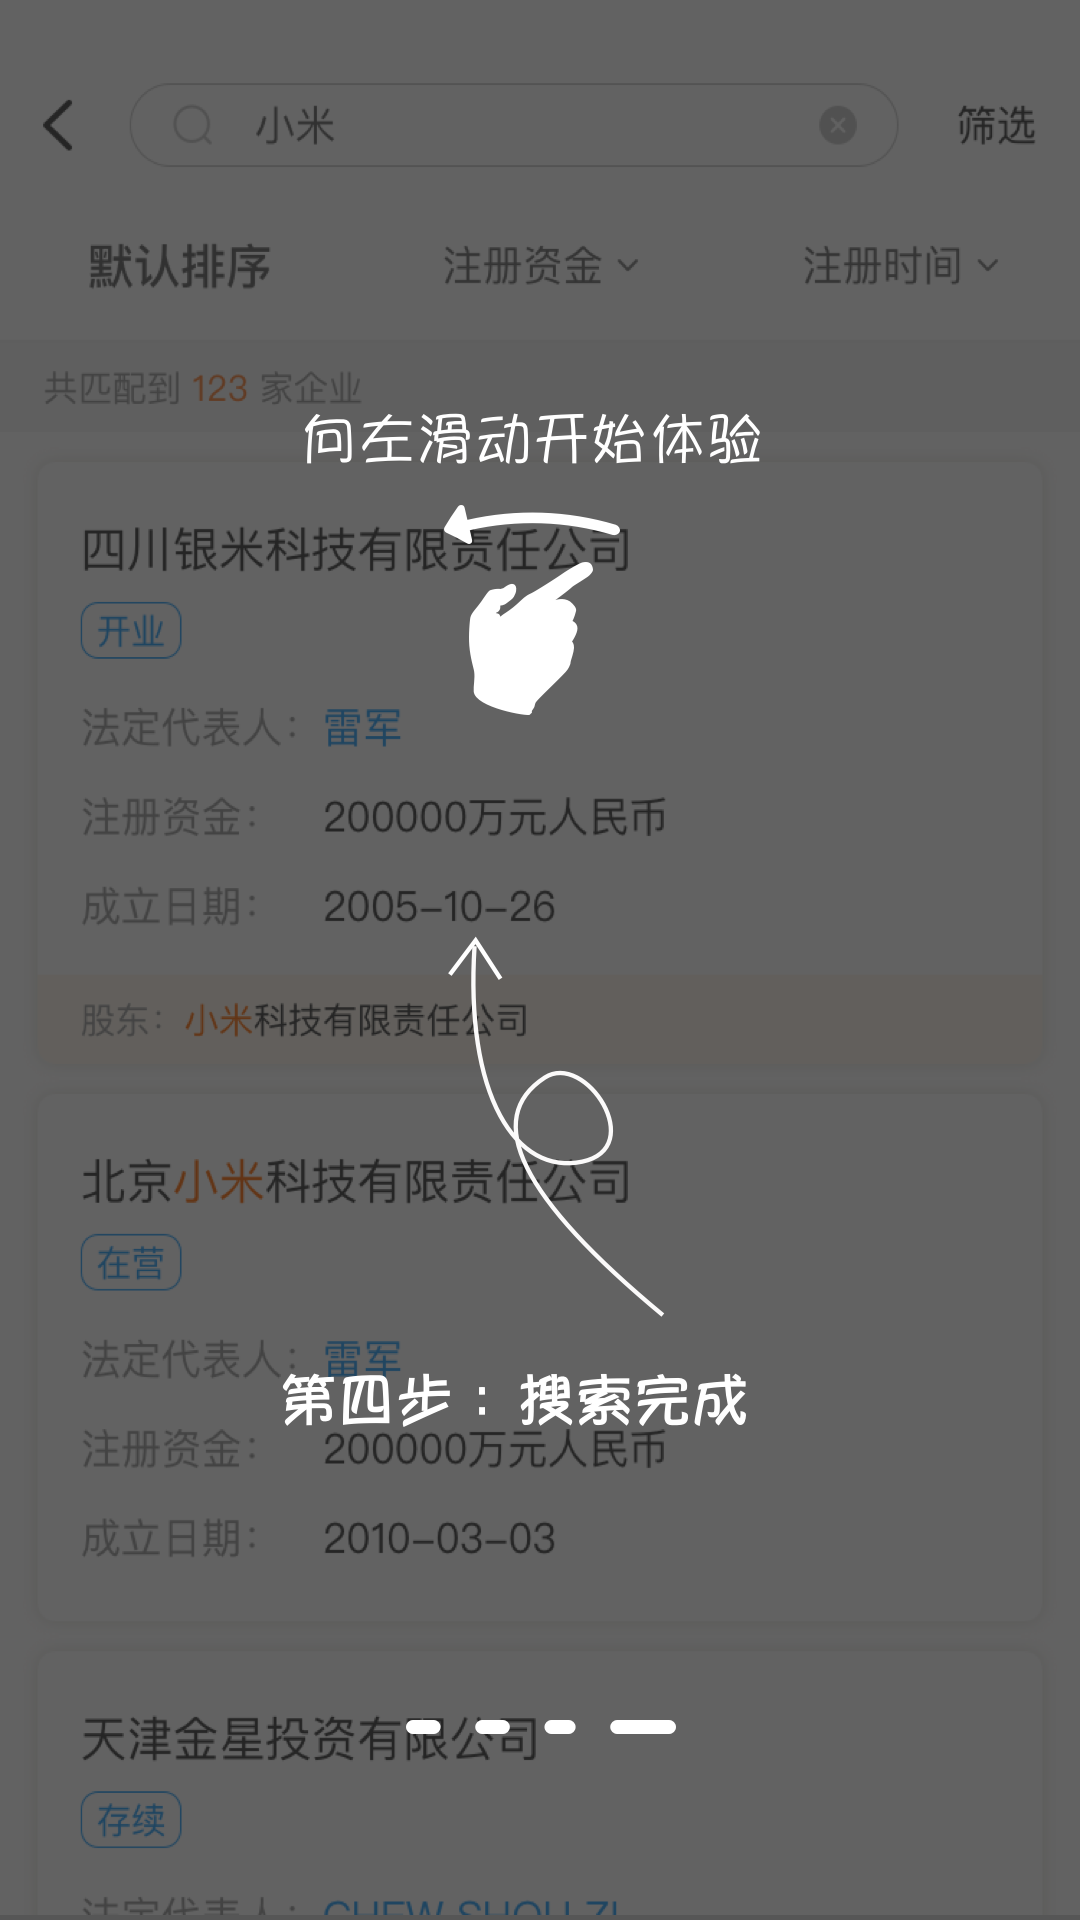 小米
筛选
默认排序 注册资金 注册时间
共匹配到 123 家企业
向左滑动开始体验
四川银米科技有限责任公司
开业
法定代表人： 雷军
注册资金： 200000万元人民币
成立日期： 2005-10-26
股东： 小米科技有限责任公司
北京小米科技有限责任公司
在营
法定代表人： 雷军
第四步：搜索完成
注册资金： 200000万元人民币
成立日期： 2010-03-03
天津金星投资有限公司
存续
法定代表人： CHEW SHOU ZI